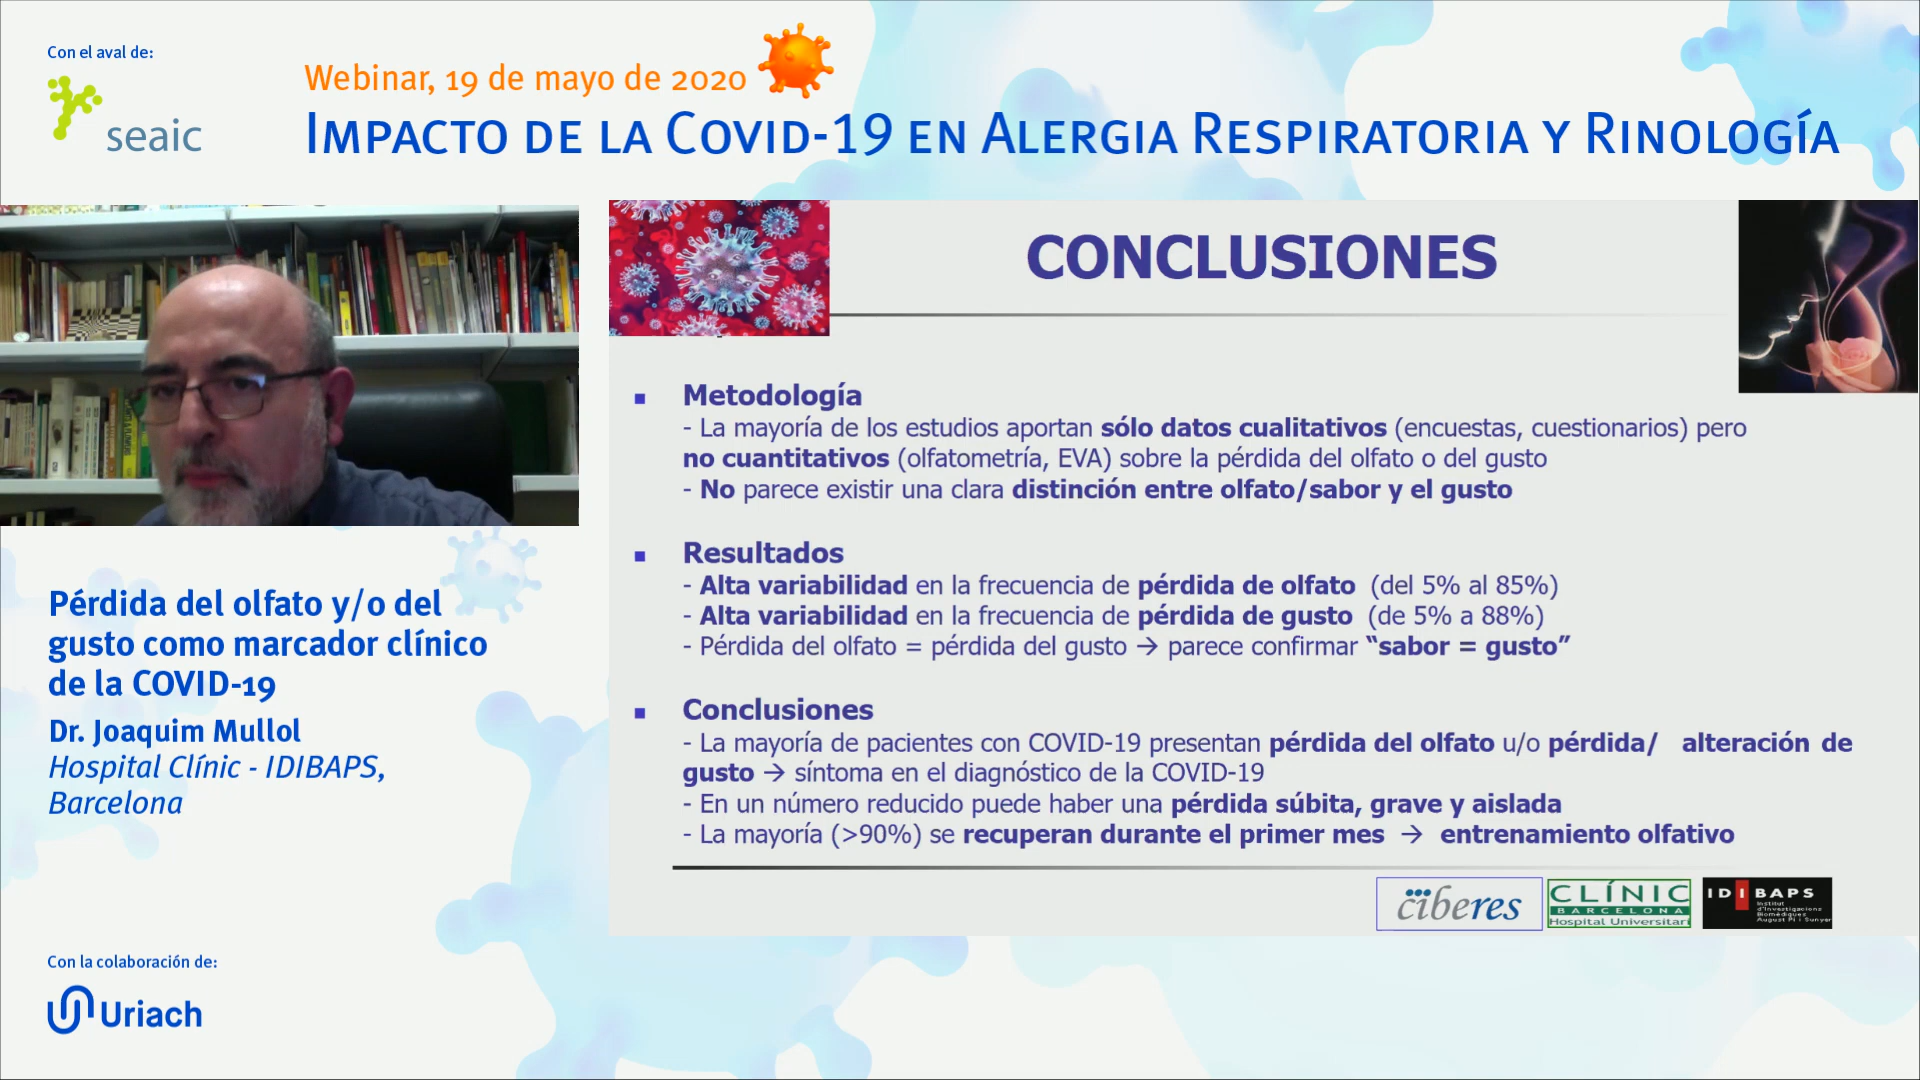 Con el aval de:
seaic
Webinar, 19 de mayo de 2020
IMPACTO DE LA COVID-19 EN ALERGIA RESPIRATORIA Y RINOLOGÍA
CONCLUSIONES
Metodología
- La mayoría de los estudios aportan sólo datos cualitativos (encuestas, cuestionarios) pero
no cuantitativos (olfatometría, EVA) sobre la pérdida del olfato o del gusto
- No parece existir una clara distinción entre olfato/sabor y el gusto
Resultados
- Alta variabilidad en la frecuencia de pérdida de olfato (del 5% al 85%)
- Alta variabilidad en la frecuencia de pérdida de gusto (de 5% a 88%)
- Pérdida del olfato = pérdida del gusto → parece confirmar “sabor = gusto”
Conclusiones
- La mayoría de pacientes con COVID-19 presentan pérdida del olfato u/o pérdida/ alteración de
gusto → síntoma en el diagnóstico de la COVID-19
- En un número reducido puede haber una pérdida súbita, grave y aislada
- La mayoría (>90%) se recuperan durante el primer mes → entrenamiento olfativo
ciberes
CLÍNIC
BARCELONA
Hospital Universitari
IDIBAPS
Institut
d'Investigacions
Biomèdiques
August Pi i Sunyer
Pérdida del olfato y/o del
gusto como marcador clínico
de la COVID-19
Dr. Joaquim Mullol
Hospital Clínic - IDIBAPS,
Barcelona
Con la colaboración de:
Uriach